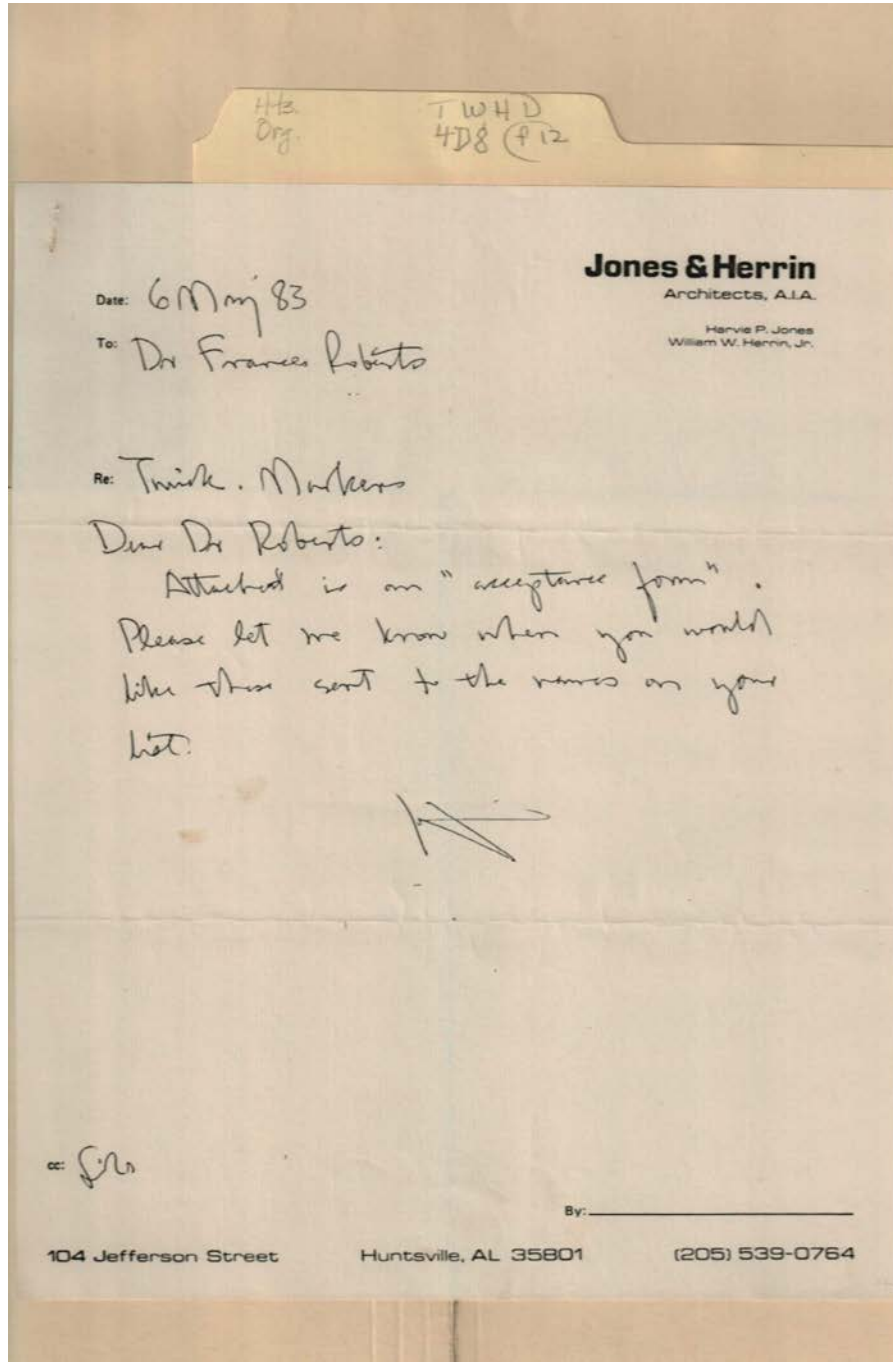 HHs.
Org.
TWHD
4D8 (P12
Jones & Herrin
Architects, A.I.A.
Harvie P. Jones
William W. Herrin, Jr.
Date: 6 May 83
To: Dr Frances Roberts
Re: Twick. Markers
Dear Dr Roberts:
Attached is an "acceptance form".
Please let me know when you would
like these sent to the names on your
list.
cc: file
By:
104 Jefferson Street Huntsville, AL 35801 (205) 539-0764